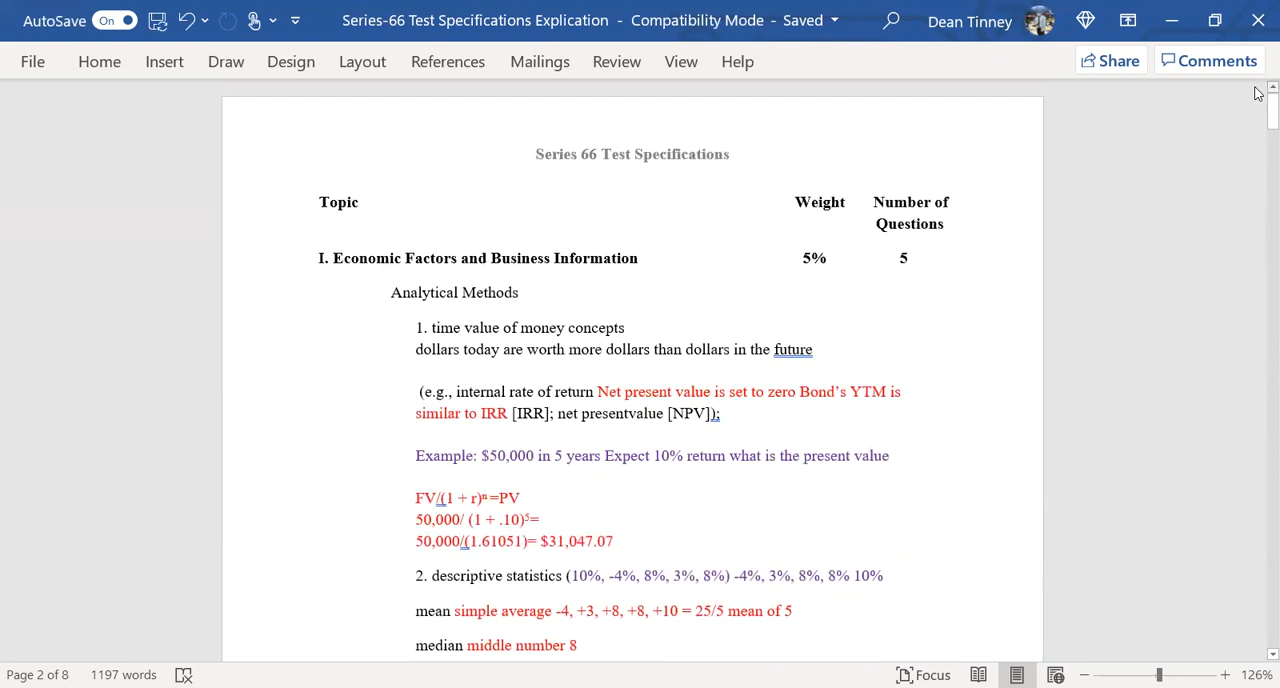 AutoSave On Series-66 Test Specifications Explication - Compatibility Mode - Saved Dean Tinney
File Home Insert Draw Design Layout References Mailings Review View Help Share Comments
Series 66 Test Specifications
Topic Weight Number of
Questions
I. Economic Factors and Business Information 5% 5
Analytical Methods
1. time value of money concepts
dollars today are worth more dollars than dollars in the future
(e.g., internal rate of return Net present value is set to zero Bond's YTM is
similar to IRR [IRR]; net presentvalue [NPV]);
Example: $50,000 in 5 years Expect 10% return what is the present value
FV/(1 + r)ⁿ =PV
50,000/ (1 + .10)⁵=
50,000/(1.61051)= $31,047.07
2. descriptive statistics (10%, -4%, 8%, 3%, 8%) -4%, 3%, 8%, 8% 10%
mean simple average -4, +3, +8, +8, +10 = 25/5 mean of 5
median middle number 8
Page 2 of 8 1197 words Focus 126%